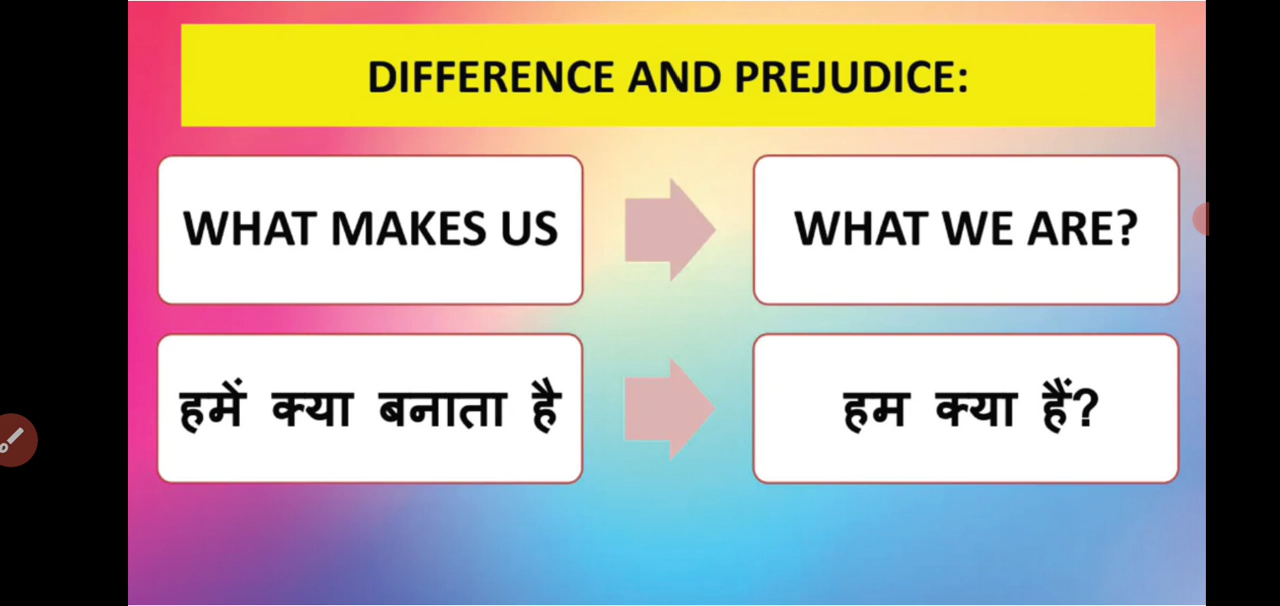 DIFFERENCE AND PREJUDICE:
WHAT MAKES US
WHAT WE ARE?
हमें क्या बनाता है
हम क्या हैं?